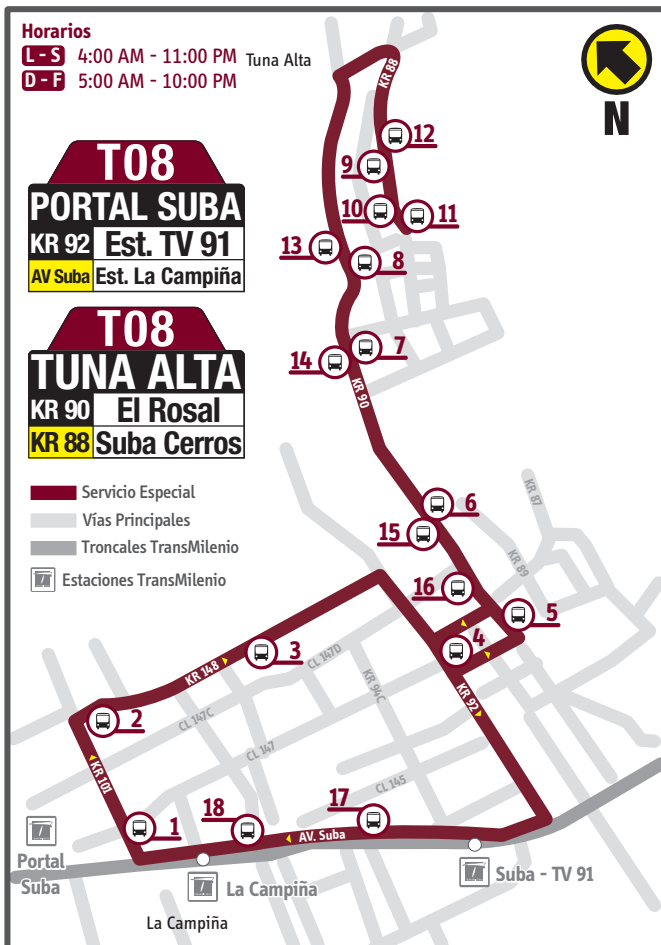 Horarios
L - S 4:00 AM - 11:00 PM
D - F 5:00 AM - 10:00 PM
Tuna Alta
N
T08
PORTAL SUBA
KR 92 Est. TV 91
AV Suba Est. La Campiña
T08
TUNA ALTA
KR 90 El Rosal
KR 88 Suba Cerros
Servicio Especial
Vías Principales
Troncales TransMilenio
Estaciones TransMilenio
KR 88
12
9
10
11
13
8
7
14
KR 90
6
KR 87
15
KR 89
16
5
4
3
CL 147D
KR 148
KR 94C
KR 92
2
CL 147C
CL 147
KR 101
CL 145
17
18
1
AV. Suba
Portal
Suba
La Campiña
Suba - TV 91
La Campiña